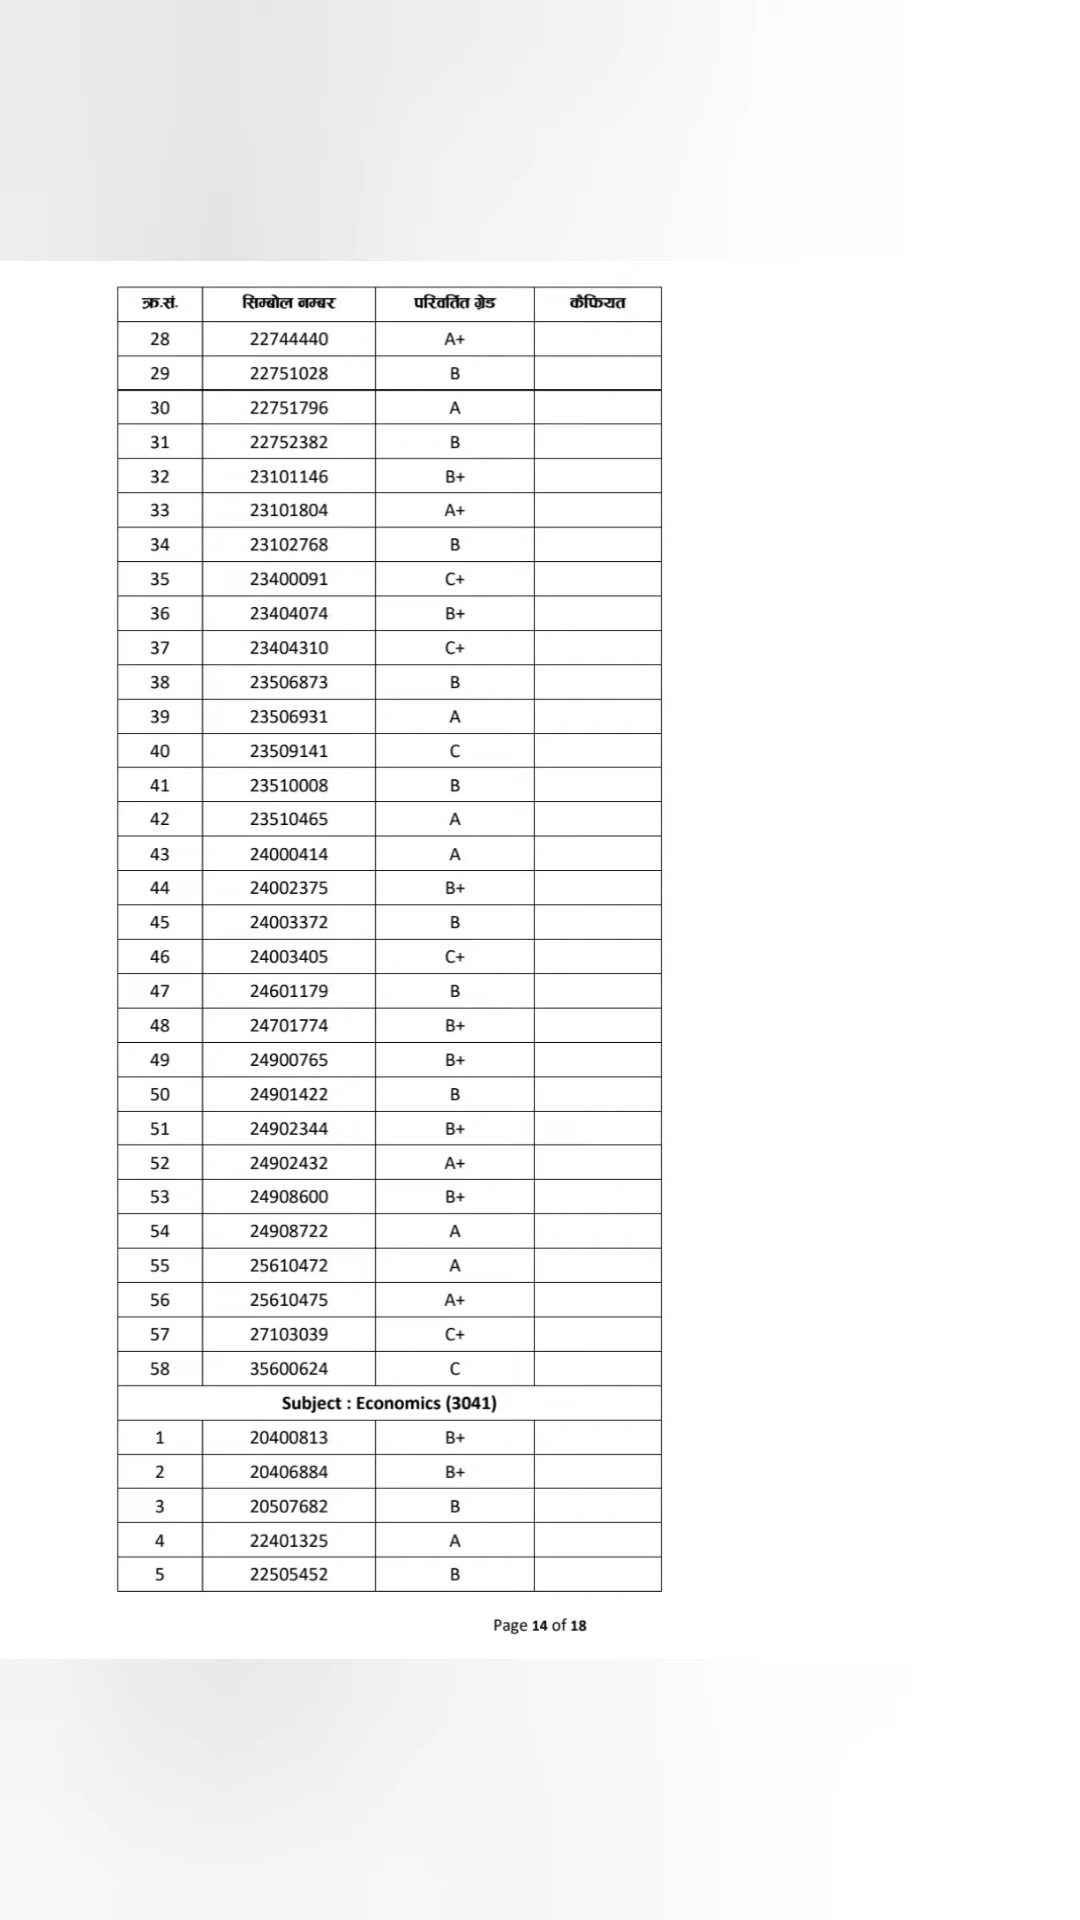 क्र.सं. सिम्बोल नम्बर परिवर्तित ग्रेड कैफियत
28 22744440 A+
29 22751028 B
30 22751796 A
31 22752382 B
32 23101146 B+
33 23101804 A+
34 23102768 B
35 23400091 C+
36 23404074 B+
37 23404310 C+
38 23506873 B
39 23506931 A
40 23509141 C
41 23510008 B
42 23510465 A
43 24000414 A
44 24002375 B+
45 24003372 B
46 24003405 C+
47 24601179 B
48 24701774 B+
49 24900765 B+
50 24901422 B
51 24902344 B+
52 24902432 A+
53 24908600 B+
54 24908722 A
55 25610472 A
56 25610475 A+
57 27103039 C+
58 35600624 C
Subject : Economics (3041)
1 20400813 B+
2 20406884 B+
3 20507682 B
4 22401325 A
5 22505452 B
Page 14 of 18